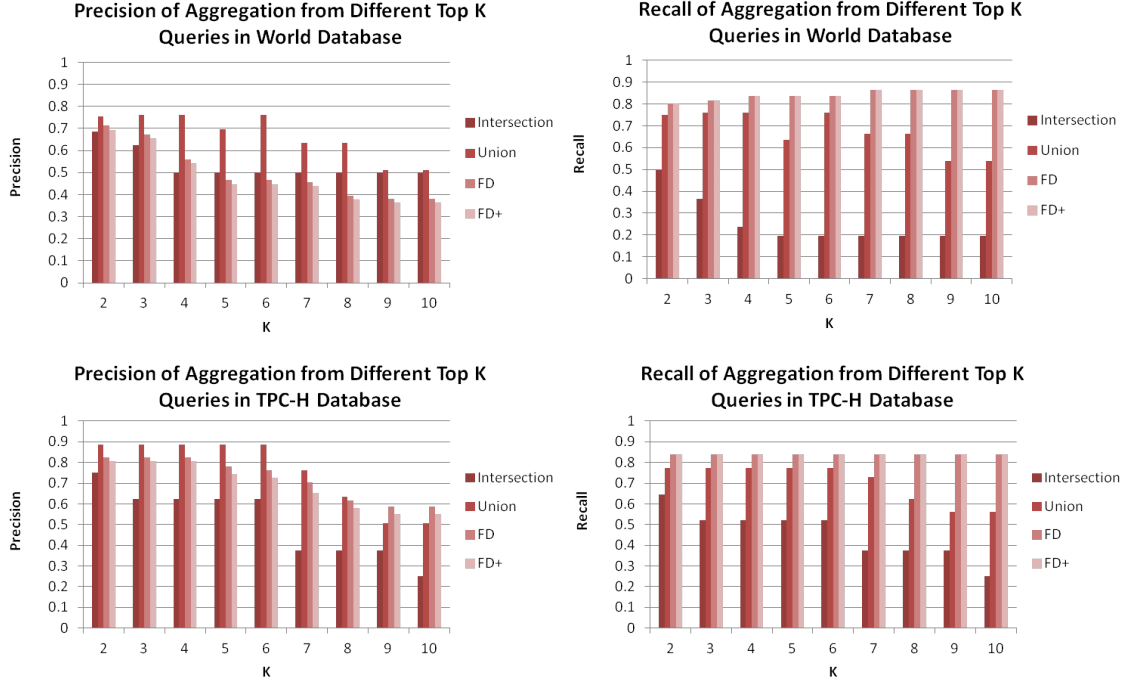 Precision of Aggregation from Different Top K
Queries in World Database
1
0.9
0.8
0.7
0.6
0.5
0.4
0.3
0.2
0.1
0
Precision
2 3 4 5 6 7 8 9 10
K
Intersection
Union
FD
FD+
Recall of Aggregation from Different Top K
Queries in World Database
1
0.9
0.8
0.7
0.6
0.5
0.4
0.3
0.2
0.1
0
Recall
2 3 4 5 6 7 8 9 10
K
Intersection
Union
FD
FD+
Precision of Aggregation from Different Top K
Queries in TPC-H Database
1
0.9
0.8
0.7
0.6
0.5
0.4
0.3
0.2
0.1
0
Precision
2 3 4 5 6 7 8 9 10
K
Intersection
Union
FD
FD+
Recall of Aggregation from Different Top K
Queries in TPC-H Database
1
0.9
0.8
0.7
0.6
0.5
0.4
0.3
0.2
0.1
0
Recall
2 3 4 5 6 7 8 9 10
K
Intersection
Union
FD
FD+